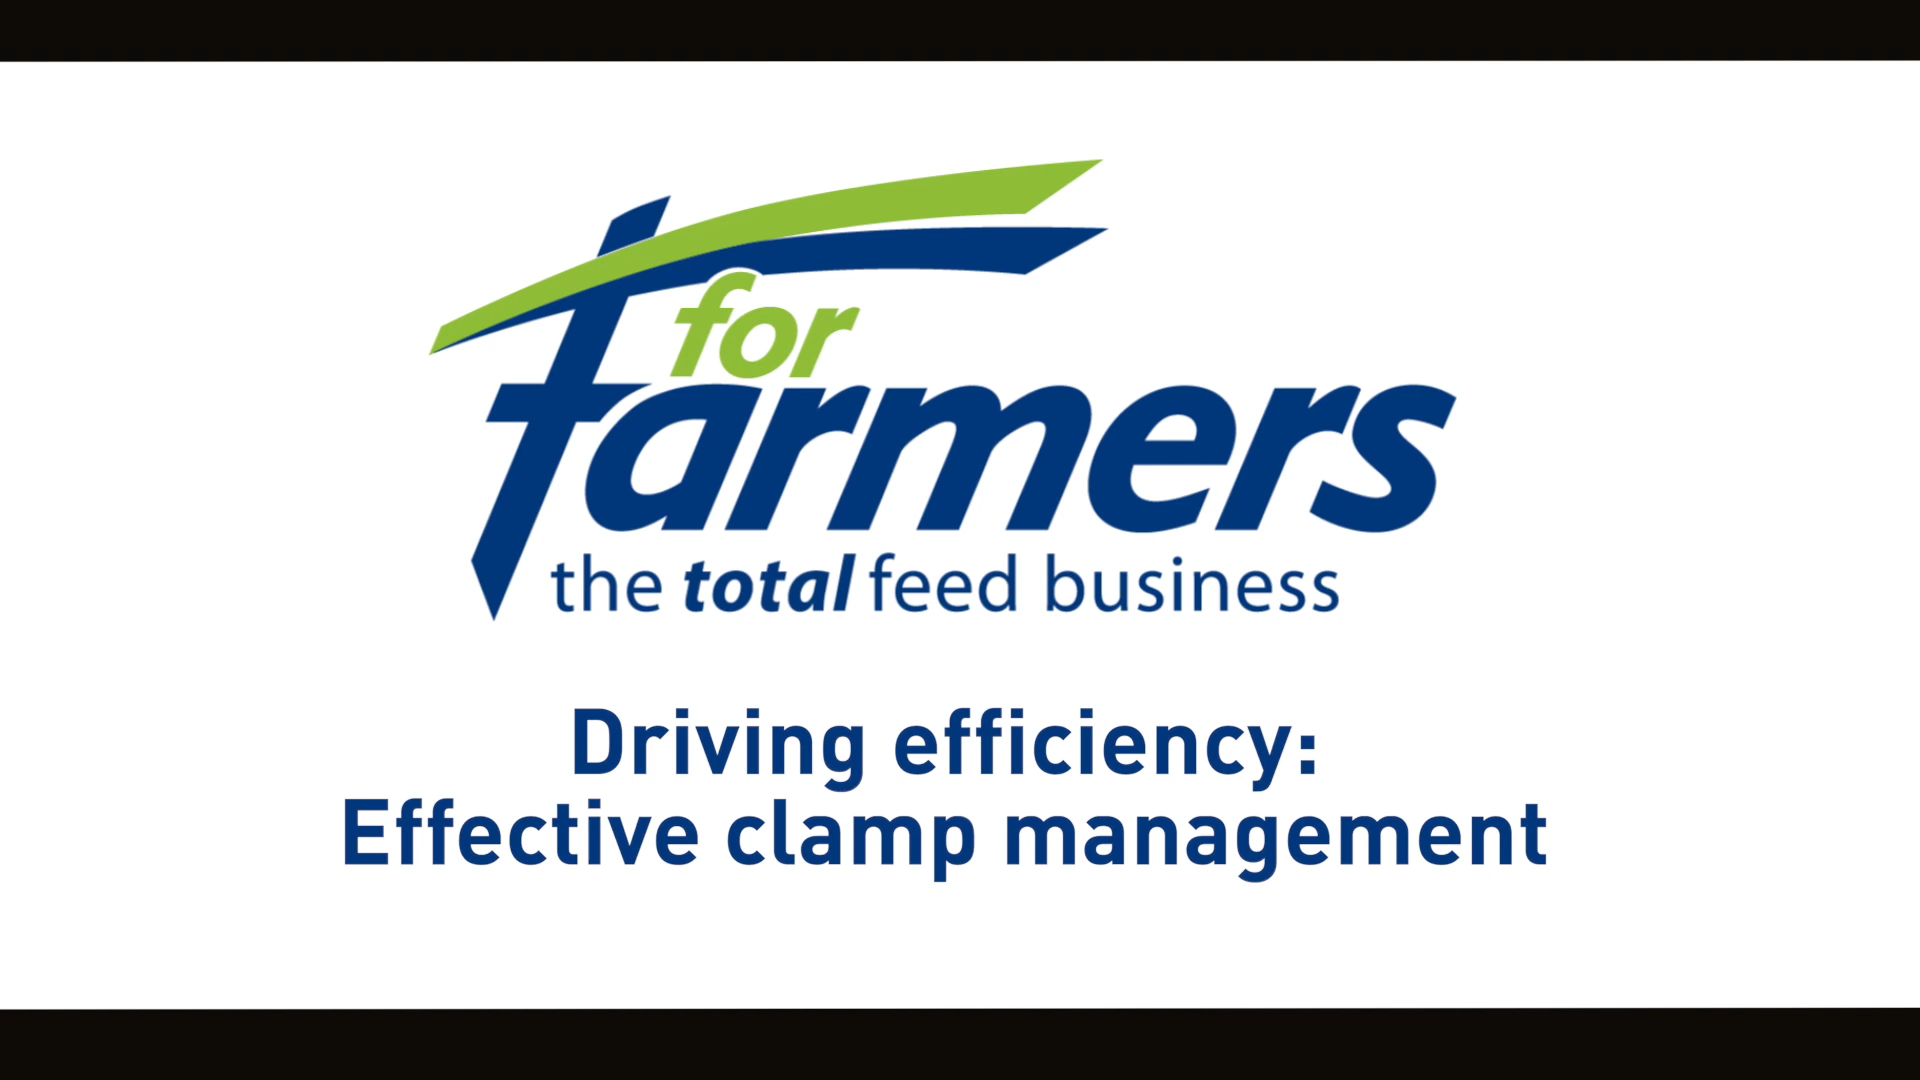 for
farmers
the total feed business
Driving efficiency:
Effective clamp management